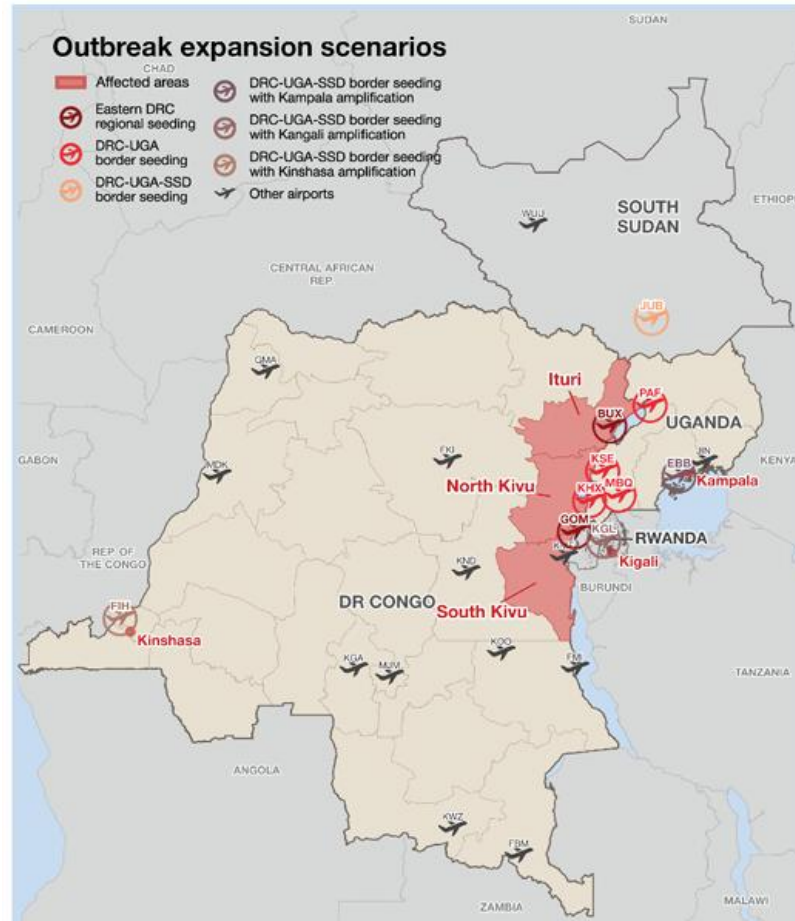 SUDAN
Outbreak expansion scenarios
CHAD
Affected areas
Eastern DRC
regional seeding
DRC-UGA
border seeding
DRC-UGA-SSD
border seeding
DRC-UGA-SSD border seeding
with Kampala amplification
DRC-UGA-SSD border seeding
with Kangali amplification
DRC-UGA-SSD border seeding
with Kinshasa amplification
Other airports
ETHIOPI
WUU
SOUTH
SUDAN
CENTRAL AFRICAN
REP.
JUB
CAMEROON
GMA
Ituri
PAF
BUX
UGANDA
GABON
MDK
FKI
KSE
JIN
KENYA
EBB
Kampala
North Kivu
KHX
MBQ
GOM
KGL
RWANDA
REP OF
THE CONGO
KND
Kigali
BURUNDI
DR CONGO
South Kivu
FIH
Kinshasa
KOO
KGA
MJM
FMI
TANZANIA
ANGOLA
KWZ
FBM
ZAMBIA
MALAWI